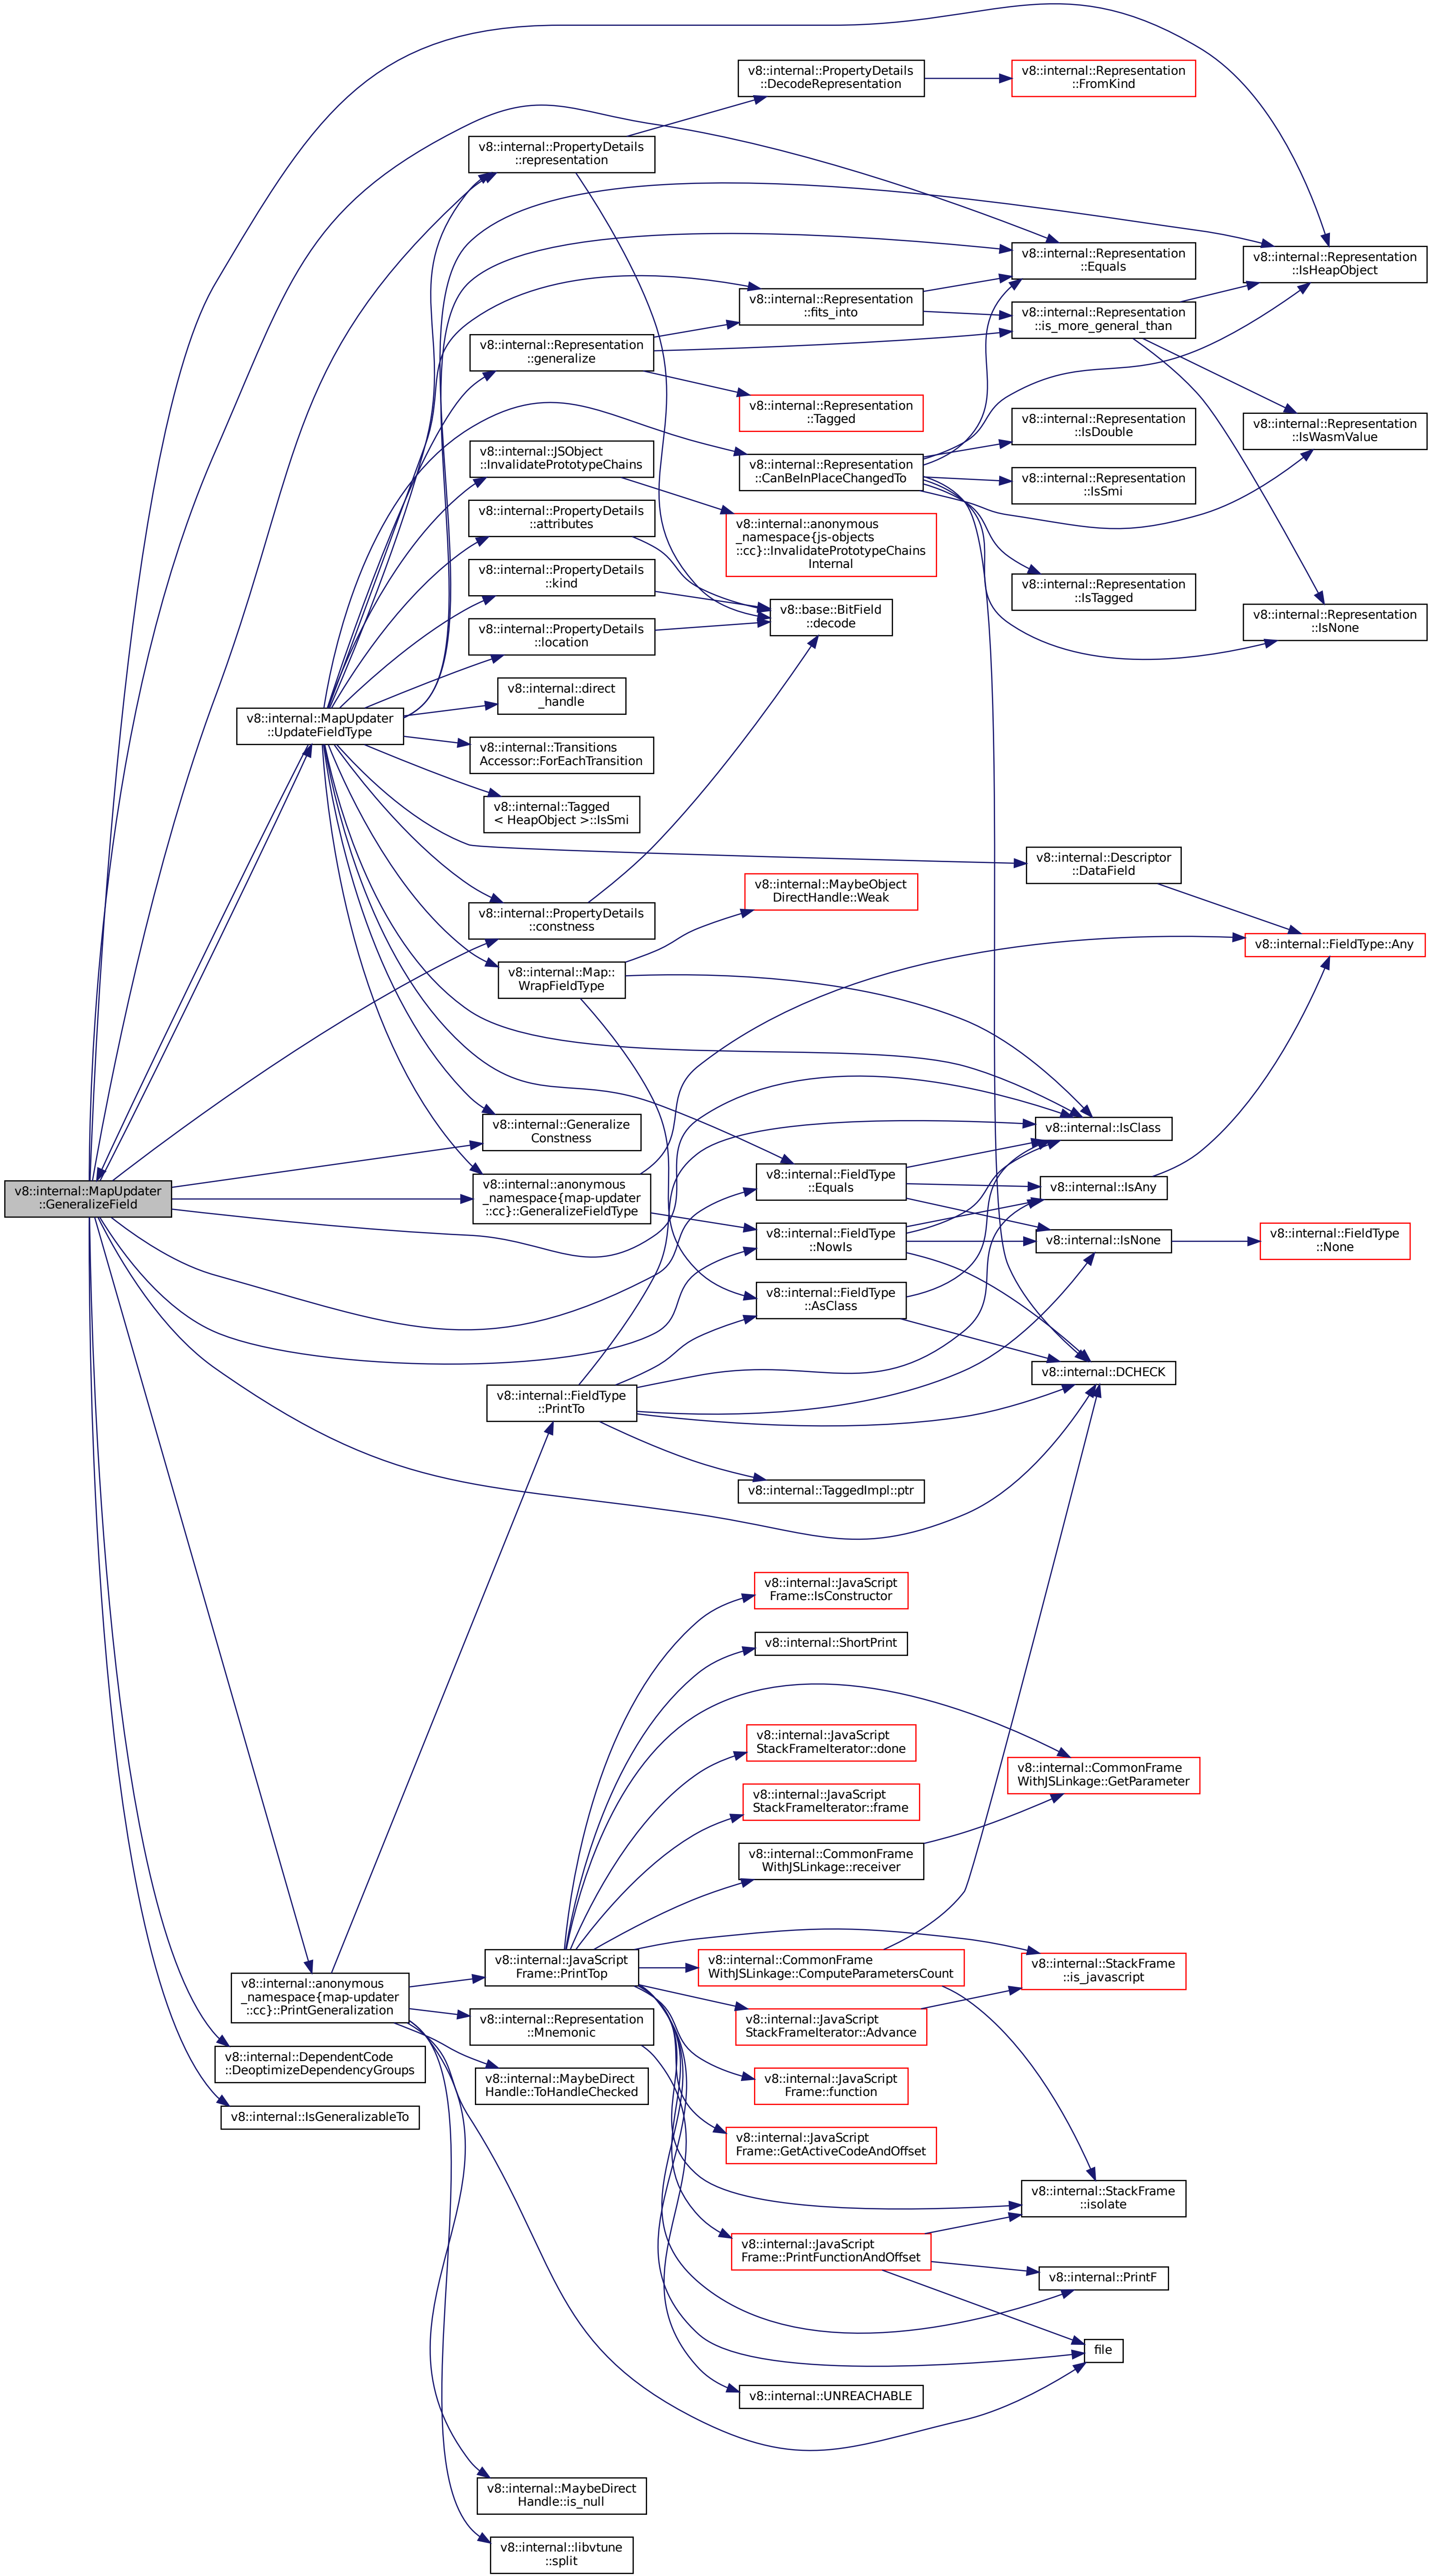 v8::internal::MapUpdater
::GeneralizeField
v8::internal::MapUpdater
::UpdateFieldType
v8::internal::anonymous
_namespace{map-updater
::cc}::PrintGeneralization
v8::internal::DependentCode
::DeoptimizeDependencyGroups
v8::internal::IsGeneralizableTo
v8::internal::PropertyDetails
::representation
v8::internal::Representation
::generalize
v8::internal::JSObject
::InvalidatePrototypeChains
v8::internal::PropertyDetails
::attributes
v8::internal::PropertyDetails
::kind
v8::internal::PropertyDetails
::location
v8::internal::direct
_handle
v8::internal::Transitions
Accessor::ForEachTransition
v8::internal::Tagged
< HeapObject >::IsSmi
v8::internal::PropertyDetails
::constness
v8::internal::Map::
WrapFieldType
v8::internal::Generalize
Constness
v8::internal::anonymous
_namespace{map-updater
::cc}::GeneralizeFieldType
v8::internal::FieldType
::PrintTo
v8::internal::JavaScript
Frame::PrintTop
v8::internal::Representation
::Mnemonic
v8::internal::MaybeDirect
Handle::ToHandleChecked
v8::internal::MaybeDirect
Handle::is_null
v8::internal::libvtune
::split
v8::internal::PropertyDetails
::DecodeRepresentation
v8::internal::Representation
::fits_into
v8::internal::Representation
::Tagged
v8::internal::Representation
::CanBeInPlaceChangedTo
v8::internal::anonymous
_namespace{js-objects
::cc}::InvalidatePrototypeChains
Internal
v8::base::BitField
::decode
v8::internal::MaybeObject
DirectHandle::Weak
v8::internal::FieldType
::Equals
v8::internal::FieldType
::NowIs
v8::internal::FieldType
::AsClass
v8::internal::TaggedImpl::ptr
v8::internal::JavaScript
Frame::IsConstructor
v8::internal::ShortPrint
v8::internal::JavaScript
StackFrameIterator::done
v8::internal::JavaScript
StackFrameIterator::frame
v8::internal::CommonFrame
WithJSLinkage::receiver
v8::internal::CommonFrame
WithJSLinkage::ComputeParametersCount
v8::internal::JavaScript
StackFrameIterator::Advance
v8::internal::JavaScript
Frame::function
v8::internal::JavaScript
Frame::GetActiveCodeAndOffset
v8::internal::JavaScript
Frame::PrintFunctionAndOffset
v8::internal::UNREACHABLE
v8::internal::Representation
::FromKind
v8::internal::Representation
::Equals
v8::internal::Representation
::is_more_general_than
v8::internal::Representation
::IsDouble
v8::internal::Representation
::IsSmi
v8::internal::Representation
::IsTagged
v8::internal::Descriptor
::DataField
v8::internal::IsClass
v8::internal::IsAny
v8::internal::IsNone
v8::internal::DCHECK
v8::internal::CommonFrame
WithJSLinkage::GetParameter
v8::internal::StackFrame
::is_javascript
v8::internal::StackFrame
::isolate
v8::internal::PrintF
file
v8::internal::Representation
::IsHeapObject
v8::internal::Representation
::IsWasmValue
v8::internal::Representation
::IsNone
v8::internal::FieldType::Any
v8::internal::FieldType
::None